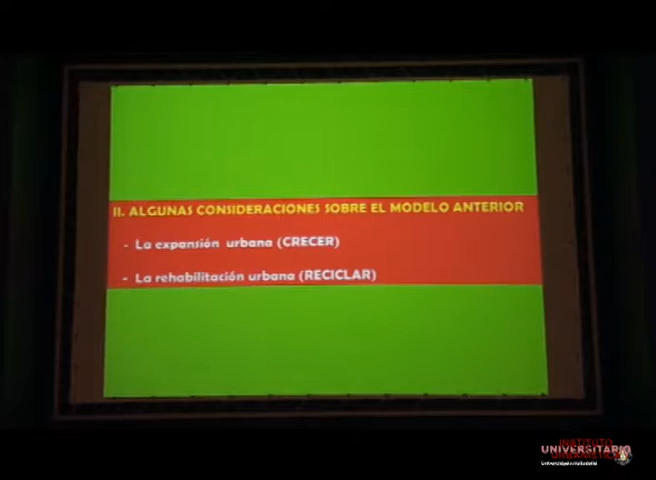 II. ALGUNAS CONSIDERACIONES SOBRE EL MODELO ANTERIOR
- La expansión urbana (CRECER)
- La rehabilitación urbana (RECICLAR)
INSTITUTO
UNIVERSITARIO